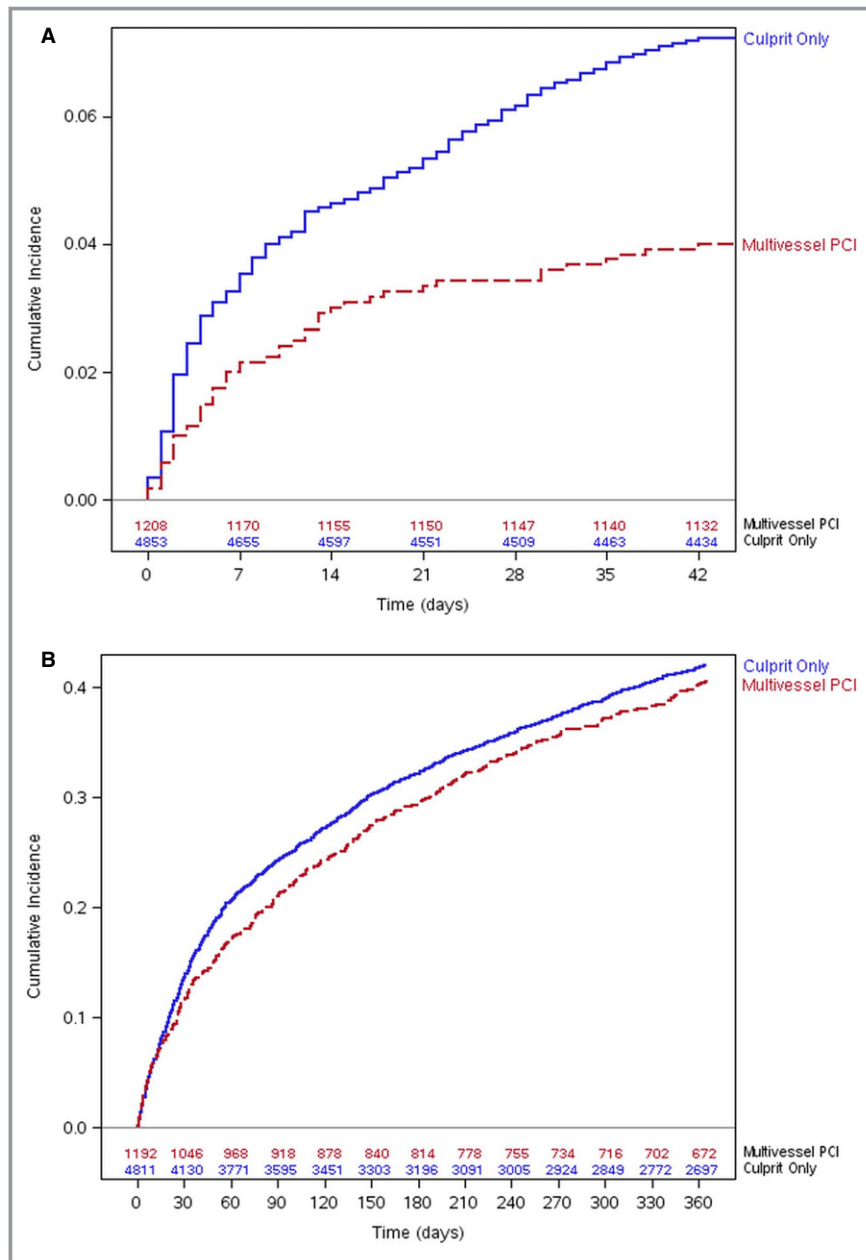 A
Culprit Only
0.06
0.04
Multivessel PCI
Cumulative Incidence
0.02
0.00
1208 1170 1155 1150 1147 1140 1132 Multivessel PCI
4853 4655 4597 4551 4509 4463 4434 Culprit Only
0 7 14 21 28 35 42
Time (days)
B
Culprit Only
Multivessel PCI
0.4
0.3
Cumulative Incidence
0.2
0.1
0.0
1192 1046 968 918 878 840 814 778 755 734 716 702 672 Multivessel PCI
4811 4130 3771 3595 3451 3303 3196 3091 3005 2924 2849 2772 2697 Culprit Only
0 30 60 90 120 150 180 210 240 270 300 330 360
Time (days)